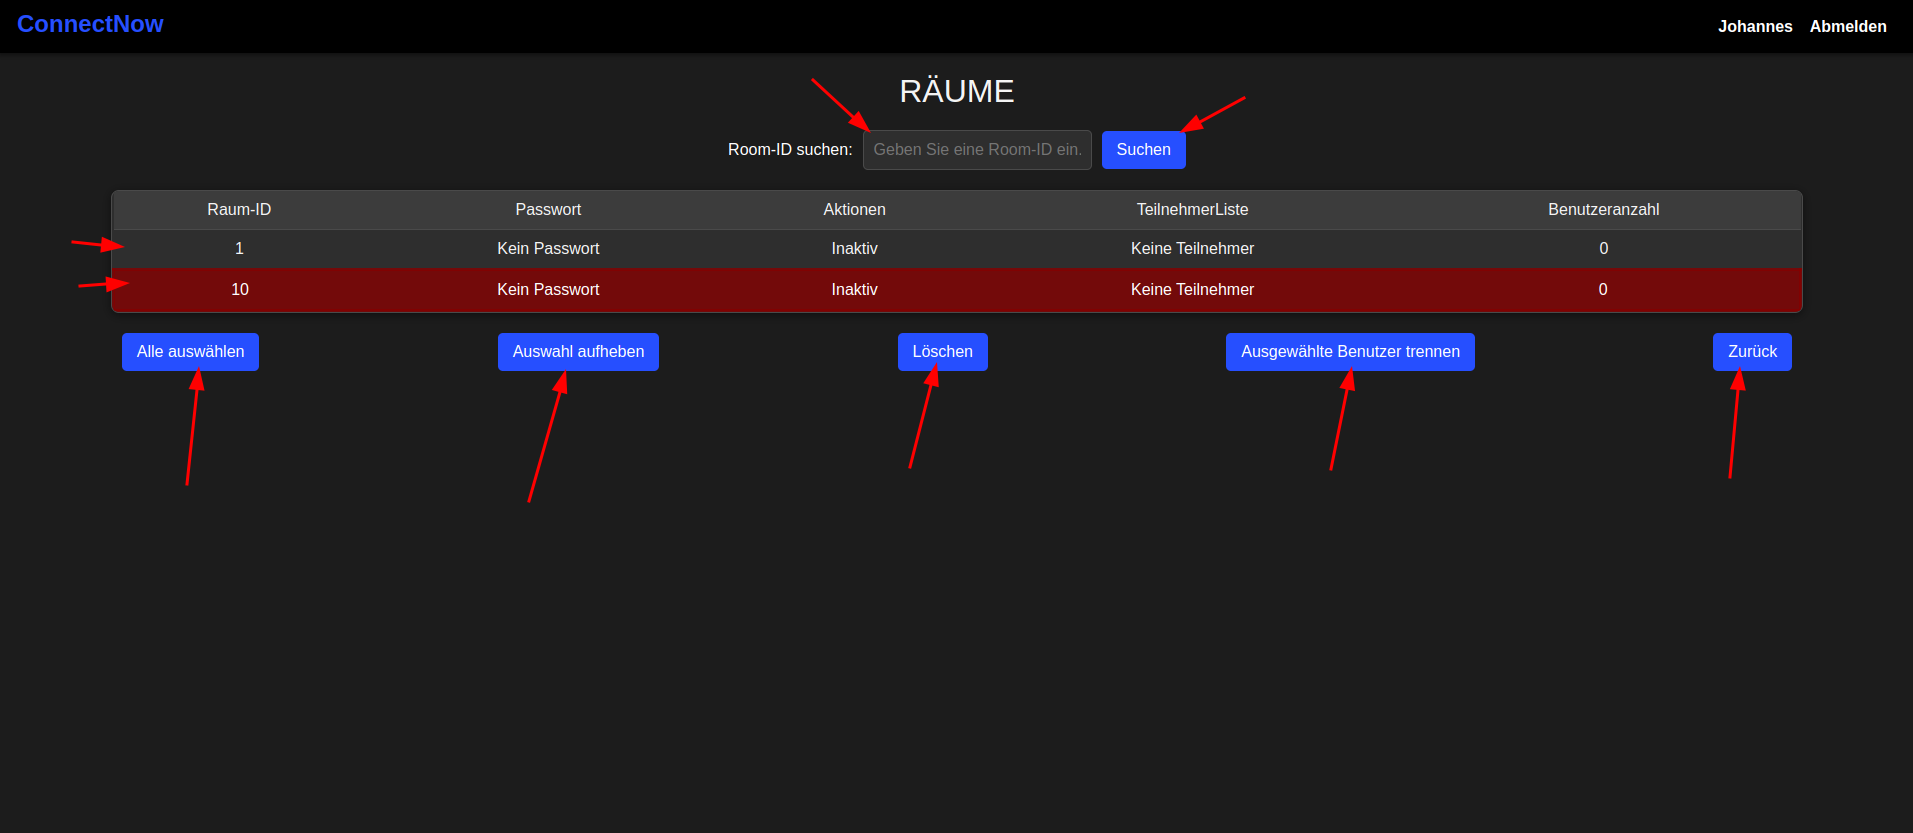 ConnectNow
Johannes Abmelden
RÄUME
Room-ID suchen: Geben Sie eine Room-ID ein. Suchen
Raum-ID Passwort Aktionen TeilnehmerListe Benutzeranzahl
1 Kein Passwort Inaktiv Keine Teilnehmer 0
10 Kein Passwort Inaktiv Keine Teilnehmer 0
Alle auswählen Auswahl aufheben Löschen Ausgewählte Benutzer trennen Zurück